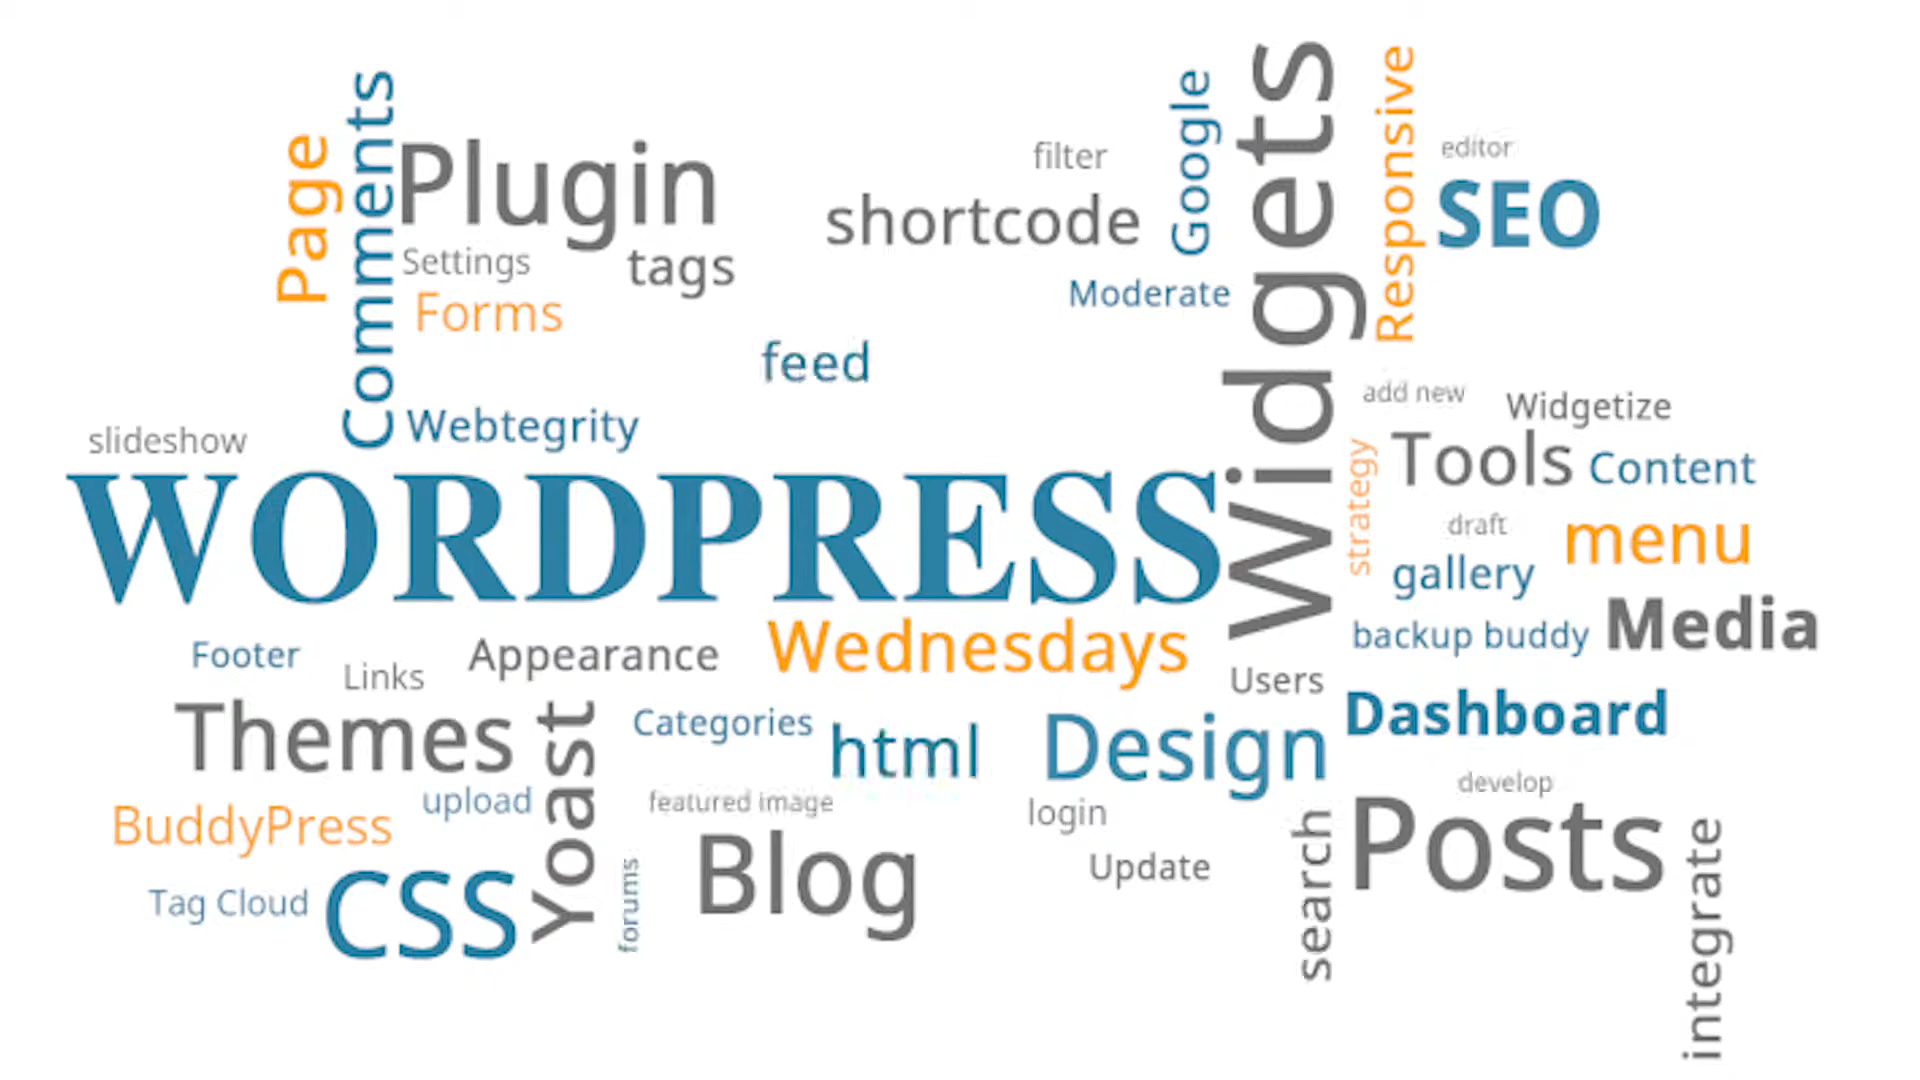 Page
Comments
Plugin
Settings
tags
Forms
filter
shortcode
Google
Moderate
Widgets
Responsive
editor
SEO
feed
Webtegrity
slideshow
add new
Widgetize
Tools
Content
strategy
WORDPRESS
draft
menu
gallery
Media
backup buddy
Wednesdays
Footer
Links
Appearance
Users
Dashboard
Themes
Yoast
Categories
html
Design
develop
BuddyPress
upload
featured image
login
Posts
Tag Cloud
CSS
forums
Blog
Update
search
integrate